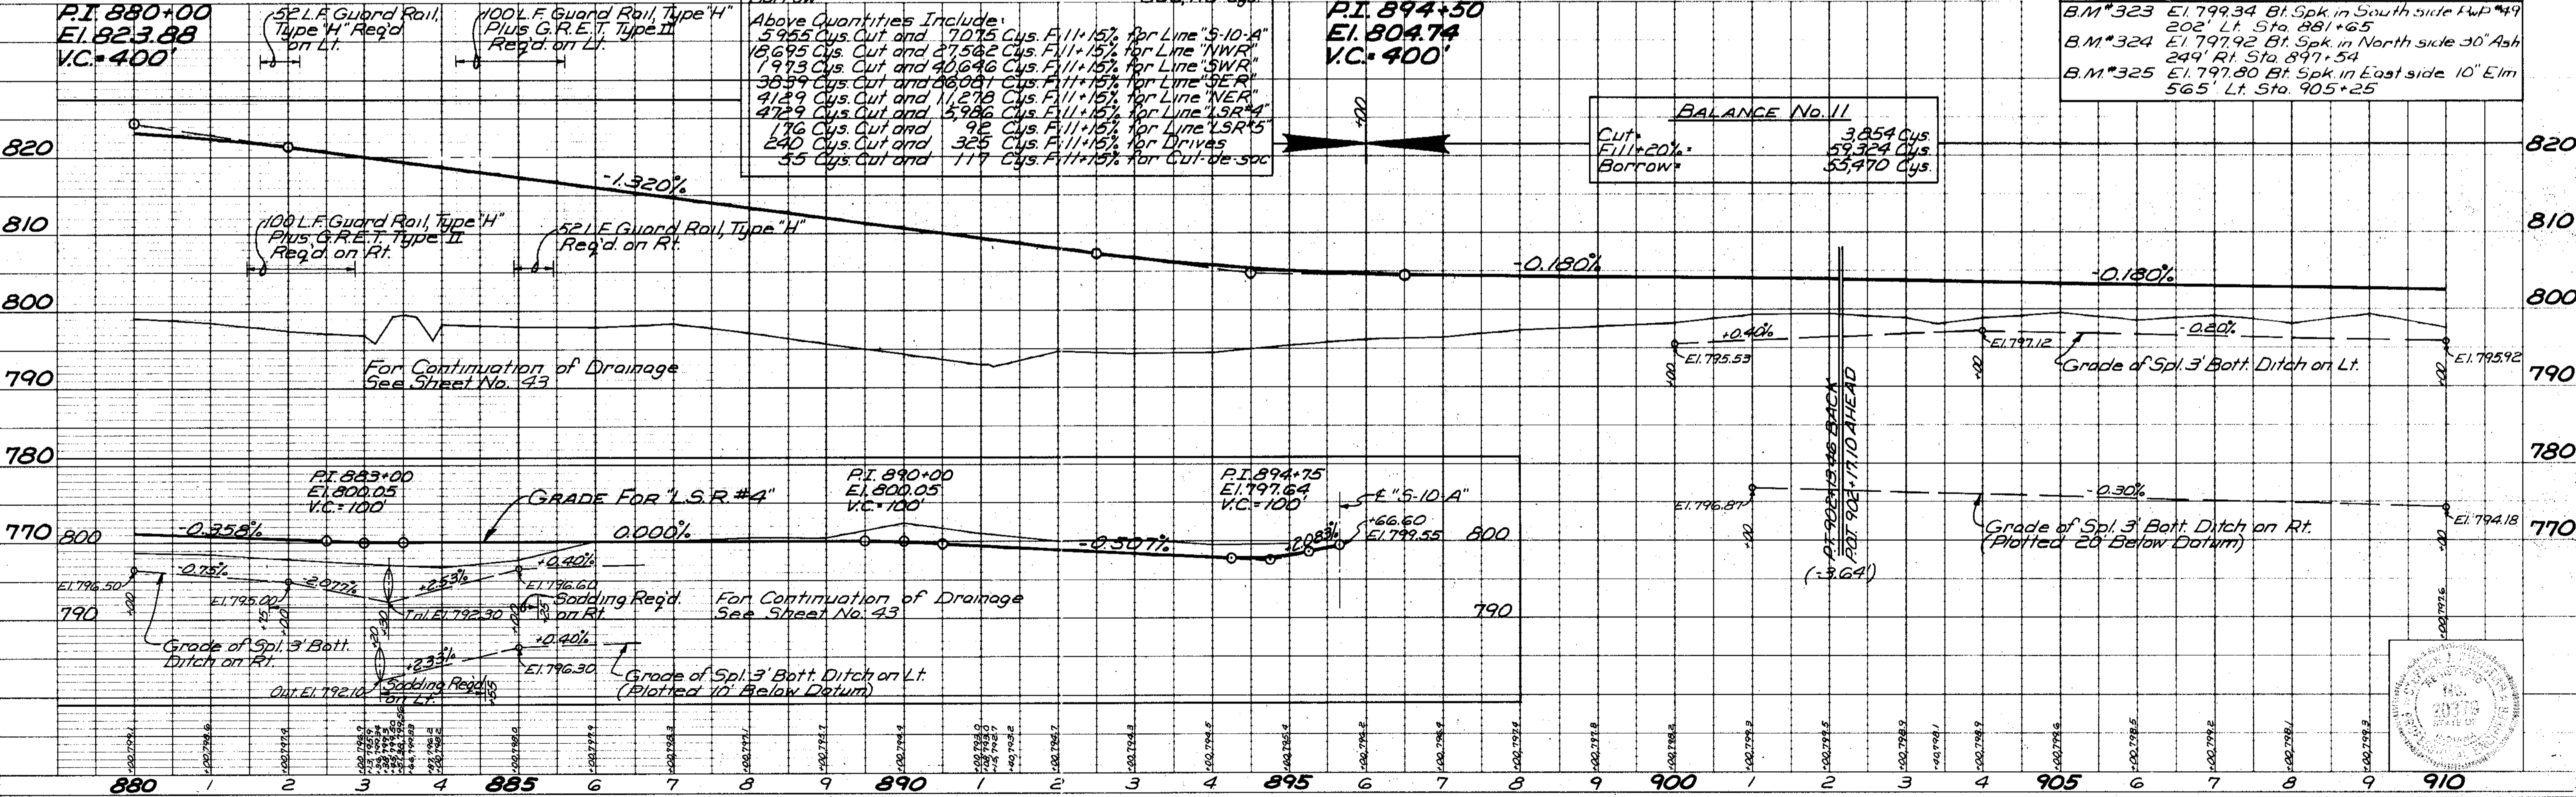 P.I. 880+00
El. 823.88
V.C. = 400'
52 L.F. Guard Rail,
Type "H" Req'd
on Lt.
100 L.F. Guard Rail, Type "H"
Plus G.R.E.T. Type II
Req'd. on Lt.
Above Quantities Include:
5955 Cys. Cut and 7075 Cys. Fill+15% for Line "S-10-A"
18695 Cys. Cut and 27562 Cys. Fill+15% for Line "NWR"
1973 Cys. Cut and 40646 Cys. Fill+15% for Line "SWR"
3839 Cys. Cut and 86081 Cys. Fill+15% for Line "SER"
4129 Cys. Cut and 11,278 Cys. Fill+15% for Line "NER"
4729 Cys. Cut and 5,986 Cys. Fill+15% for Line "LSR#4"
176 Cys. Cut and 92 Cys. Fill+15% for Line "LSR#5"
240 Cys. Cut and 325 Cys. Fill+15% for Drives
55 Cys. Cut and 117 Cys. Fill+15% for Cul-de-sac
P.I. 894+50
El. 804.74
V.C. = 400'
+00
BALANCE No. 11
Cut = 3,854 Cys.
Fill+20% = 59,324 Cys.
Borrow = 55,470 Cys.
B.M. #323 El. 799.34 Bt. Spk. in South side PWP #49
202' Lt. Sta. 881+65
B.M. #324 El. 797.92 Bt. Spk. in North side 30" Ash
249' Rt. Sta. 897+54
B.M. #325 El. 797.80 Bt. Spk. in East side 10" Elm
565' Lt. Sta. 905+25
820
820
-1.320%
810
810
100 L.F. Guard Rail, Type "H"
Plus G.R.E.T. Type II
Req'd. on Rt.
52 L.F. Guard Rail, Type "H"
Req'd. on Rt.
-0.180%
-0.180%
800
800
For Continuation of Drainage
See Sheet No. 43
+0.40%
-0.20%
El. 795.53
El. 797.12
El. 795.92
Grade of Spl. 3' Bott. Ditch on Lt.
790
790
+00
+00
+00
P.T. 902+13.46 BACK
POT 902+17.10 AHEAD
(-3.64')
780
780
P.I. 883+00
El. 800.05
V.C. = 100'
GRADE FOR "L.S.R. #4"
P.I. 890+00
El. 800.05
V.C. = 100'
P.I. 894+75
El. 797.64
V.C. = 100'
℄ "S-10-A"
+66.60
El. 799.55
770
800
-0.358%
0.000%
-0.507%
+2.083%
800
770
El. 796.87
-0.30%
El. 794.18
Grade of Spl. 3' Bott. Ditch on Rt.
(Plotted 20' Below Datum)
+00
+00
+00
El. 796.50
-0.75%
El. 795.00
-2.077%
+2.53%
+0.40%
El. 796.60
Inl. El. 792.30
Sodding Req'd.
on Rt.
For Continuation of Drainage
See Sheet No. 43
790
790
Grade of Spl. 3' Bott.
Ditch on Rt.
Out. El. 792.10
+2.33%
Sodding Req'd.
on Lt.
+0.40%
El. 796.30
Grade of Spl. 3' Bott. Ditch on Lt.
(Plotted 10' Below Datum)
+00 797.6
880 1 2 3 4 885 6 7 8 9 890 1 2 3 4 895 6 7 8 9 900 1 2 3 4 905 6 7 8 9 910